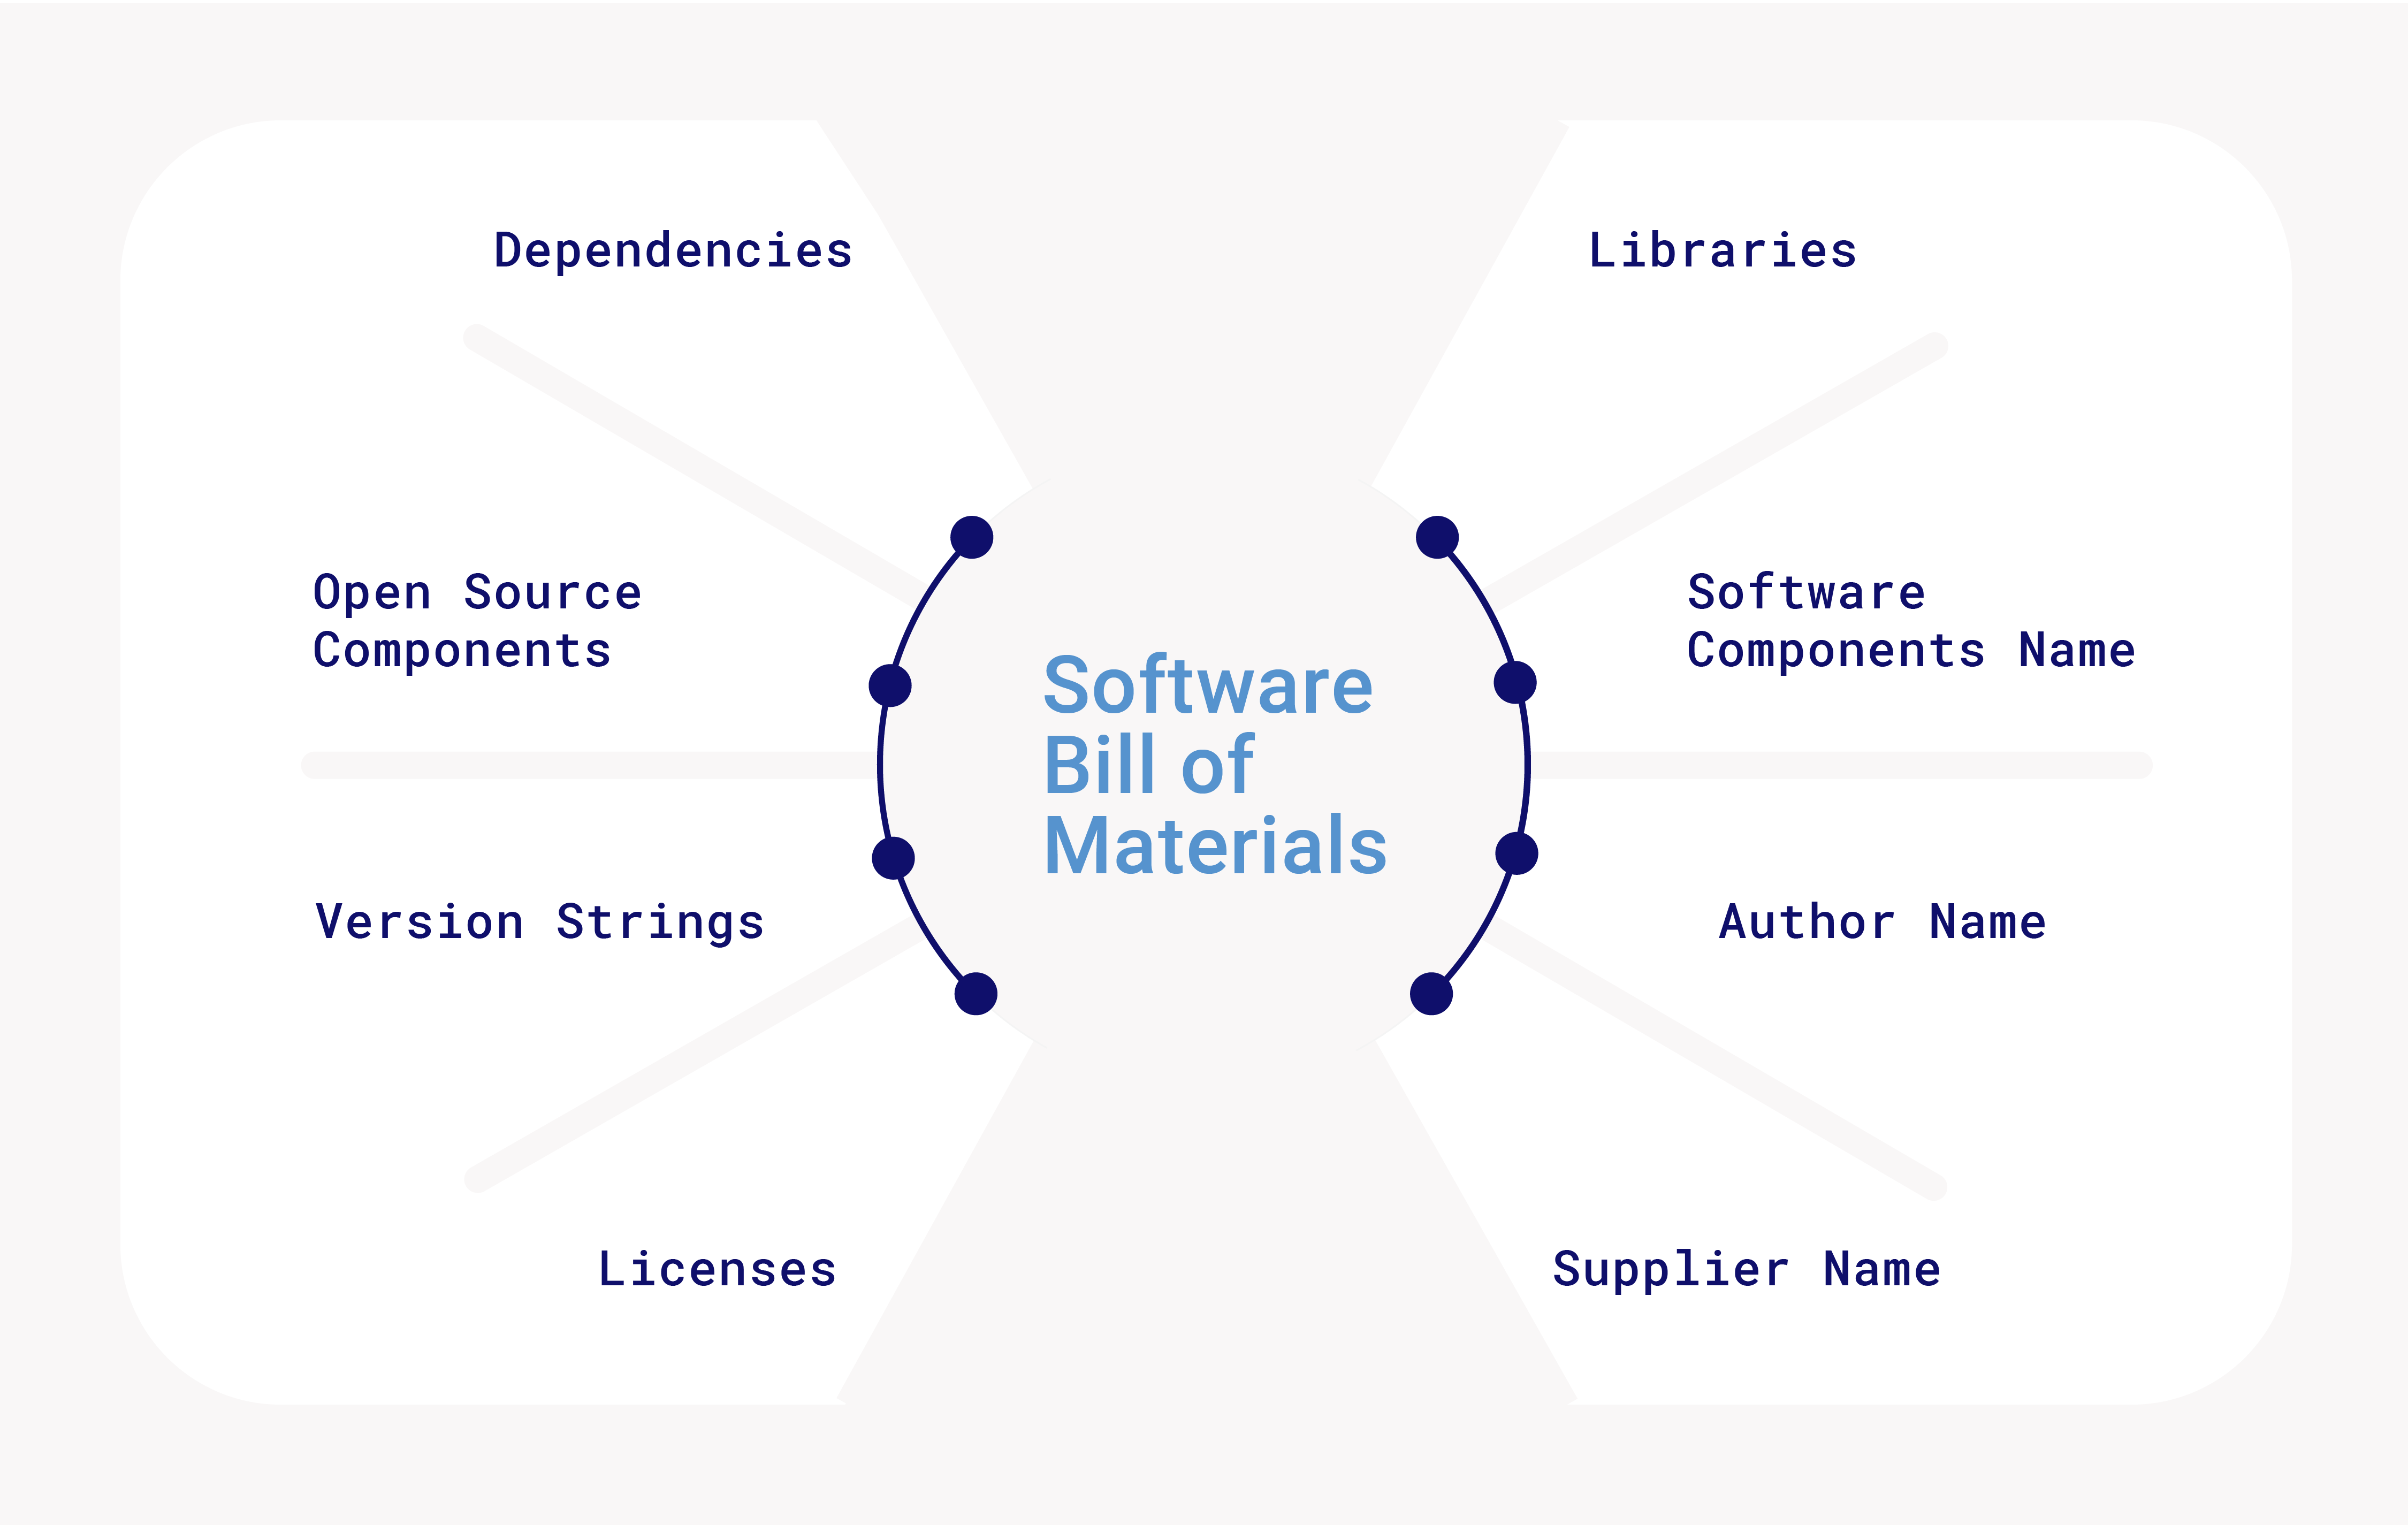 Dependencies
Libraries
Open Source
Components
Software
Components Name
Software
Bill of
Materials
Version Strings
Author Name
Licenses
Supplier Name